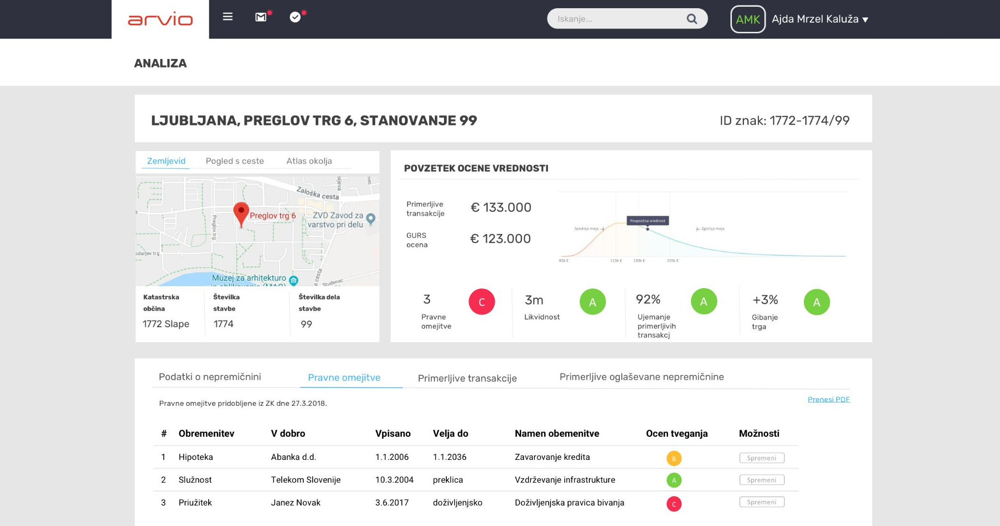 arvio
Iskanje...
AMK
Ajda Mrzel Kaluža
ANALIZA
LJUBLJANA, PREGLOV TRG 6, STANOVANJE 99
ID znak: 1772-1774/99
Zemljevid
Pogled s ceste
Atlas okolja
Zaloška cesta
njeva
nec
Preglov trg 6
ZVD Zavod za
varstvo pri delu
Preglov trg
odarjev trg
Muzej za arhitekturo
in oblikovanje (MAO)
a cesta
Studenec
Katastrska
občina
1772 Slape
Številka
stavbe
1774
Številka dela
stavbe
99
POVZETEK OCENE VREDNOSTI
Primerljive
transakcije
€ 133.000
GURS
ocena
€ 123.000
Povprečna vrednost
Spodnja meja
Zgornja meja
85k € 115k € 130k € 155k €
3
Pravne
omejitve
C
3m
Likvidnost
A
92%
Ujemanje
primerljivih
transakcj
A
+3%
Gibanje
trga
A
Podatki o nepremičnini
Pravne omejitve
Primerljive transakcije
Primerljive oglaševane nepremičnine
Pravne omejitve pridobljene iz ZK dne 27.3.2018.
Prenesi PDF
# Obremenitev V dobro Vpisano Velja do Namen obemenitve Ocen tveganja Možnosti
1 Hipoteka Abanka d.d. 1.1.2006 1.1.2036 Zavarovanje kredita B Spremeni
2 Služnost Telekom Slovenije 10.3.2004 preklica Vzdrževanje infrastrukture A Spremeni
3 Priužitek Janez Novak 3.6.2017 doživljenjsko Doživljenjska pravica bivanja C Spremeni